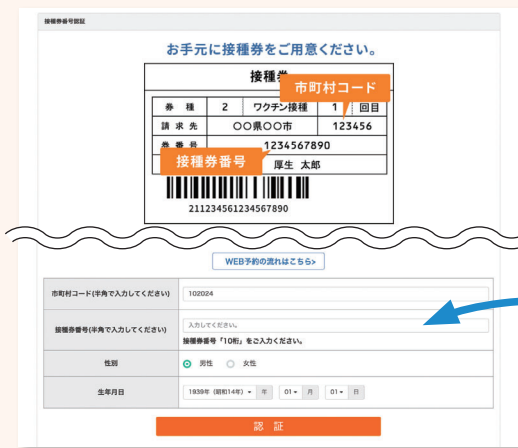 接種券番号認証
お手元に接種券をご用意ください。
接種券
市町村コード
券 種 2 ワクチン接種 1 回目
請 求 先 〇〇県〇〇市 123456
券 番 号 1234567890
接種券番号
厚生 太郎
211234561234567890
WEB予約の流れはこちら>
市町村コード(半角で入力してください) 102024
接種券番号(半角で入力してください) 入力してください。
接種券番号「10桁」をご入力ください。
性別 男性 女性
生年月日 1939年 (昭和14年) 年 01 月 01 日
認 証